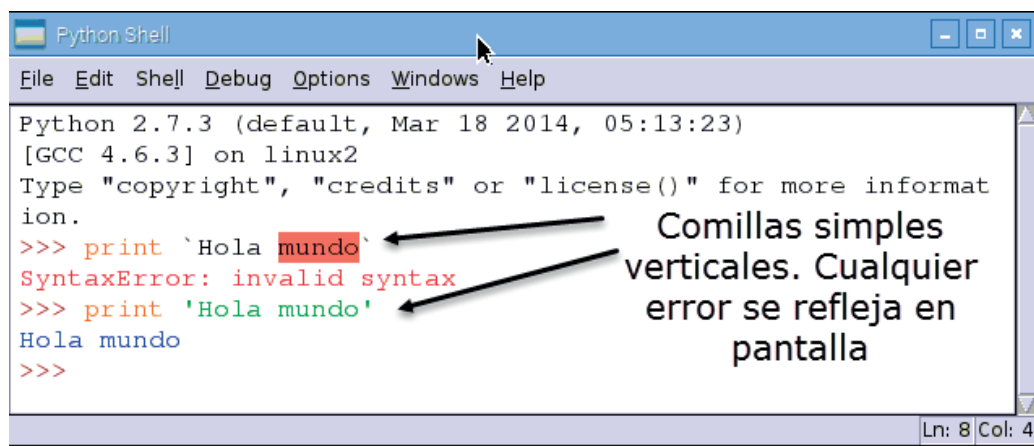 Python Shell
File Edit Shell Debug Options Windows Help
Python 2.7.3 (default, Mar 18 2014, 05:13:23)
[GCC 4.6.3] on linux2
Type "copyright", "credits" or "license()" for more informat
ion.
>>> print `Hola mundo`
SyntaxError: invalid syntax
>>> print 'Hola mundo'
Hola mundo
>>>
Comillas simples
verticales. Cualquier
error se refleja en
pantalla
Ln: 8 Col: 4